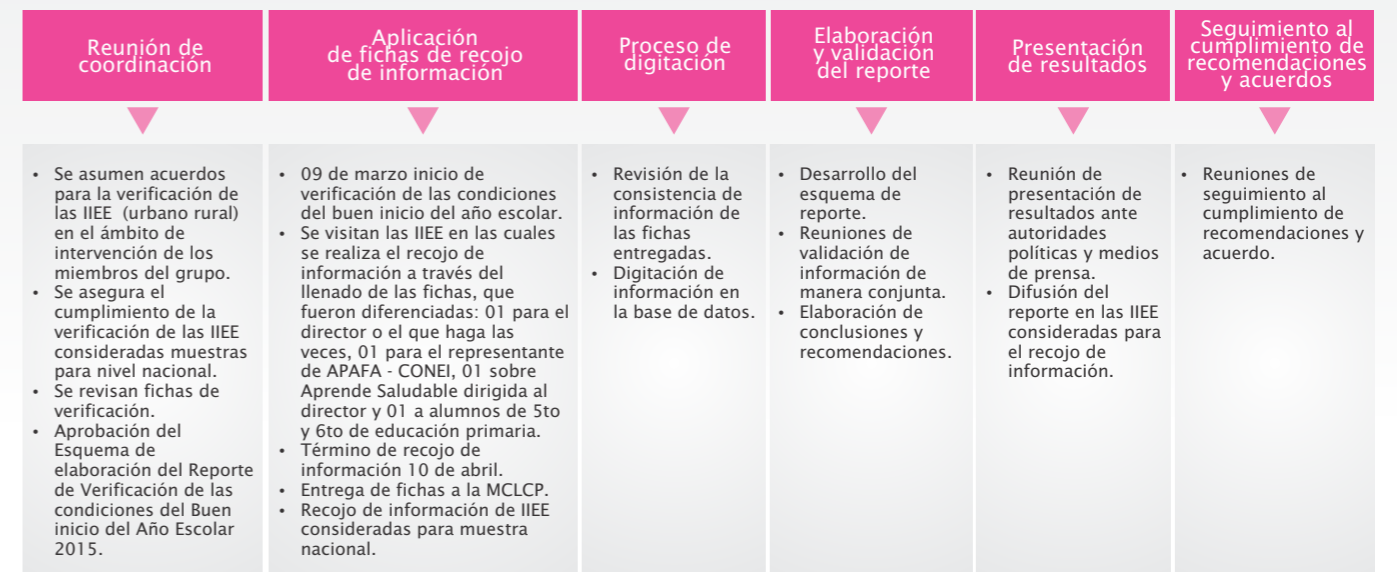 Reunión de
coordinación
Aplicación
de fichas de recojo
de información
Proceso de
digitación
Elaboración
y validación
del reporte
Presentación
de resultados
Seguimiento al
cumplimiento de
recomendaciones
y acuerdos
• Se asumen acuerdos
para la verificación de
las IIEE (urbano rural)
en el ámbito de
intervención de los
miembros del grupo.
• Se asegura el
cumplimiento de la
verificación de las IIEE
consideradas muestras
para nivel nacional.
• Se revisan fichas de
verificación.
• Aprobación del
Esquema de
elaboración del Reporte
de Verificación de las
condiciones del Buen
inicio del Año Escolar
2015.
• 09 de marzo inicio de
verificación de las condiciones
del buen inicio del año escolar.
• Se visitan las IIEE en las cuales
se realiza el recojo de
información a través del
llenado de las fichas, que
fueron diferenciadas: 01 para el
director o el que haga las
veces, 01 para el representante
de APAFA - CONEI, 01 sobre
Aprende Saludable dirigida al
director y 01 a alumnos de 5to
y 6to de educación primaria.
• Término de recojo de
información 10 de abril.
• Entrega de fichas a la MCLCP.
• Recojo de información de IIEE
consideradas para muestra
nacional.
• Revisión de la
consistencia de
información de
las fichas
entregadas.
• Digitación de
información en
la base de datos.
• Desarrollo del
esquema de
reporte.
• Reuniones de
validación de
información de
manera conjunta.
• Elaboración de
conclusiones y
recomendaciones.
• Reunión de
presentación de
resultados ante
autoridades
políticas y medios
de prensa.
• Difusión del
reporte en las IIEE
consideradas para
el recojo de
información.
• Reuniones de
seguimiento al
cumplimiento de
recomendaciones y
acuerdo.